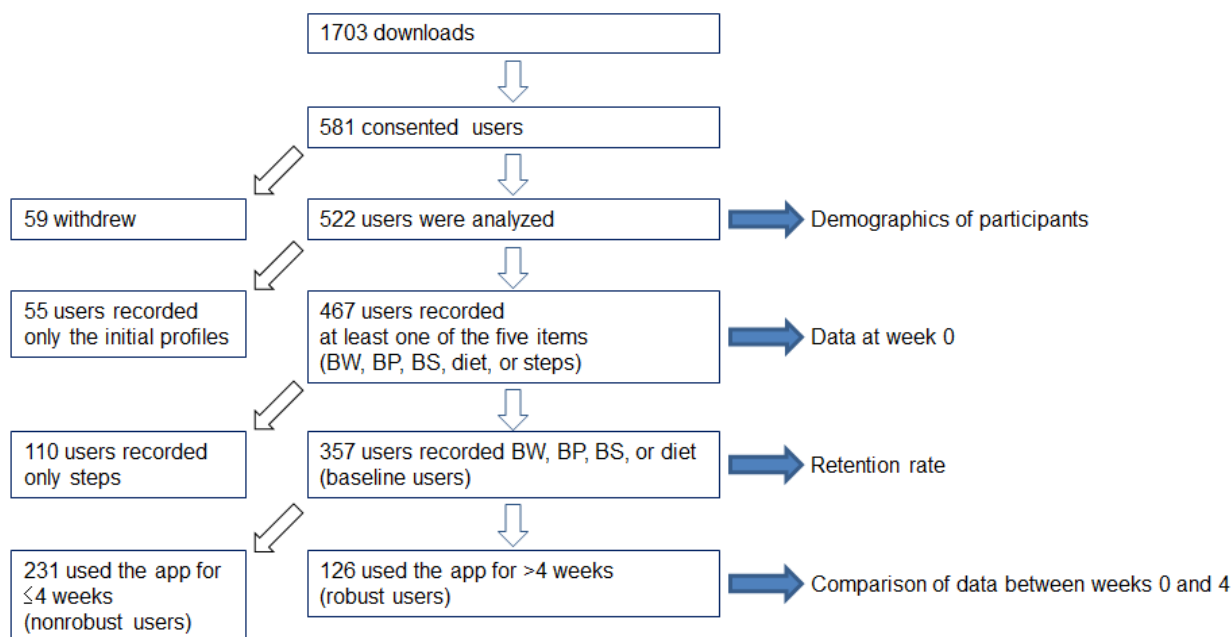 1703 downloads
581 consented users
59 withdrew
522 users were analyzed
Demographics of participants
55 users recorded
only the initial profiles
467 users recorded
at least one of the five items
(BW, BP, BS, diet, or steps)
Data at week 0
110 users recorded
only steps
357 users recorded BW, BP, BS, or diet
(baseline users)
Retention rate
231 used the app for
≤4 weeks
(nonrobust users)
126 used the app for >4 weeks
(robust users)
Comparison of data between weeks 0 and 4